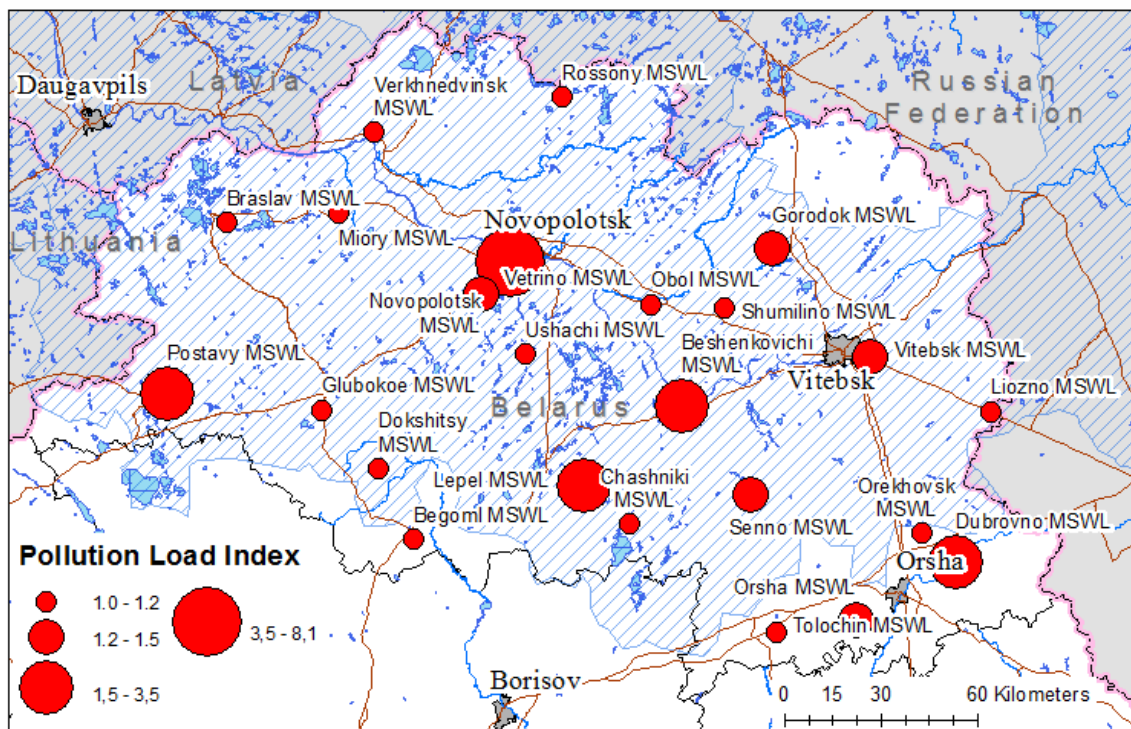 Daugavpils
Latvia
Verkhnedvinsk
MSWL
Rossony MSWL
Russian
Federation
Braslav MSWL
Lithuania
Miory MSWL
Novopolotsk
Gorodok MSWL
Vetrino MSWL
Obol MSWL
Novopolotsk
MSWL
Shumilino MSWL
Ushachi MSWL
Beshenkovichi
MSWL
Vitebsk MSWL
Vitebsk
Postavy MSWL
Glubokoe MSWL
Liozno MSWL
Belarus
Dokshitsy
MSWL
Lepel MSWL
Chashniki
MSWL
Orekhovsk
MSWL
Begoml MSWL
Senno MSWL
Dubrovno MSWL
Orsha
Orsha MSWL
Tolochin MSWL
Borisov
Pollution Load Index
1.0 - 1.2
1.2 - 1.5
1,5 - 3,5
3,5 - 8,1
0 15 30 60 Kilometers